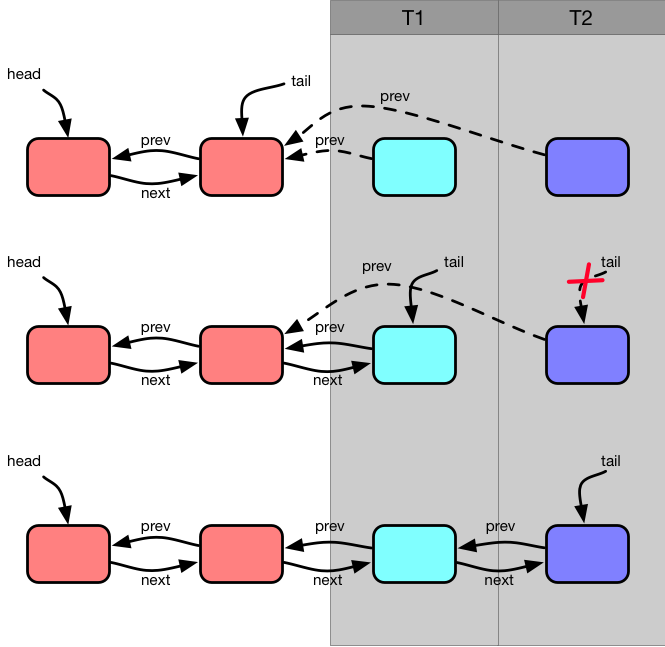 T1 T2
head
tail
prev
prev prev
next
head tail tail
prev
prev prev
next next
head tail
prev prev prev
next next next